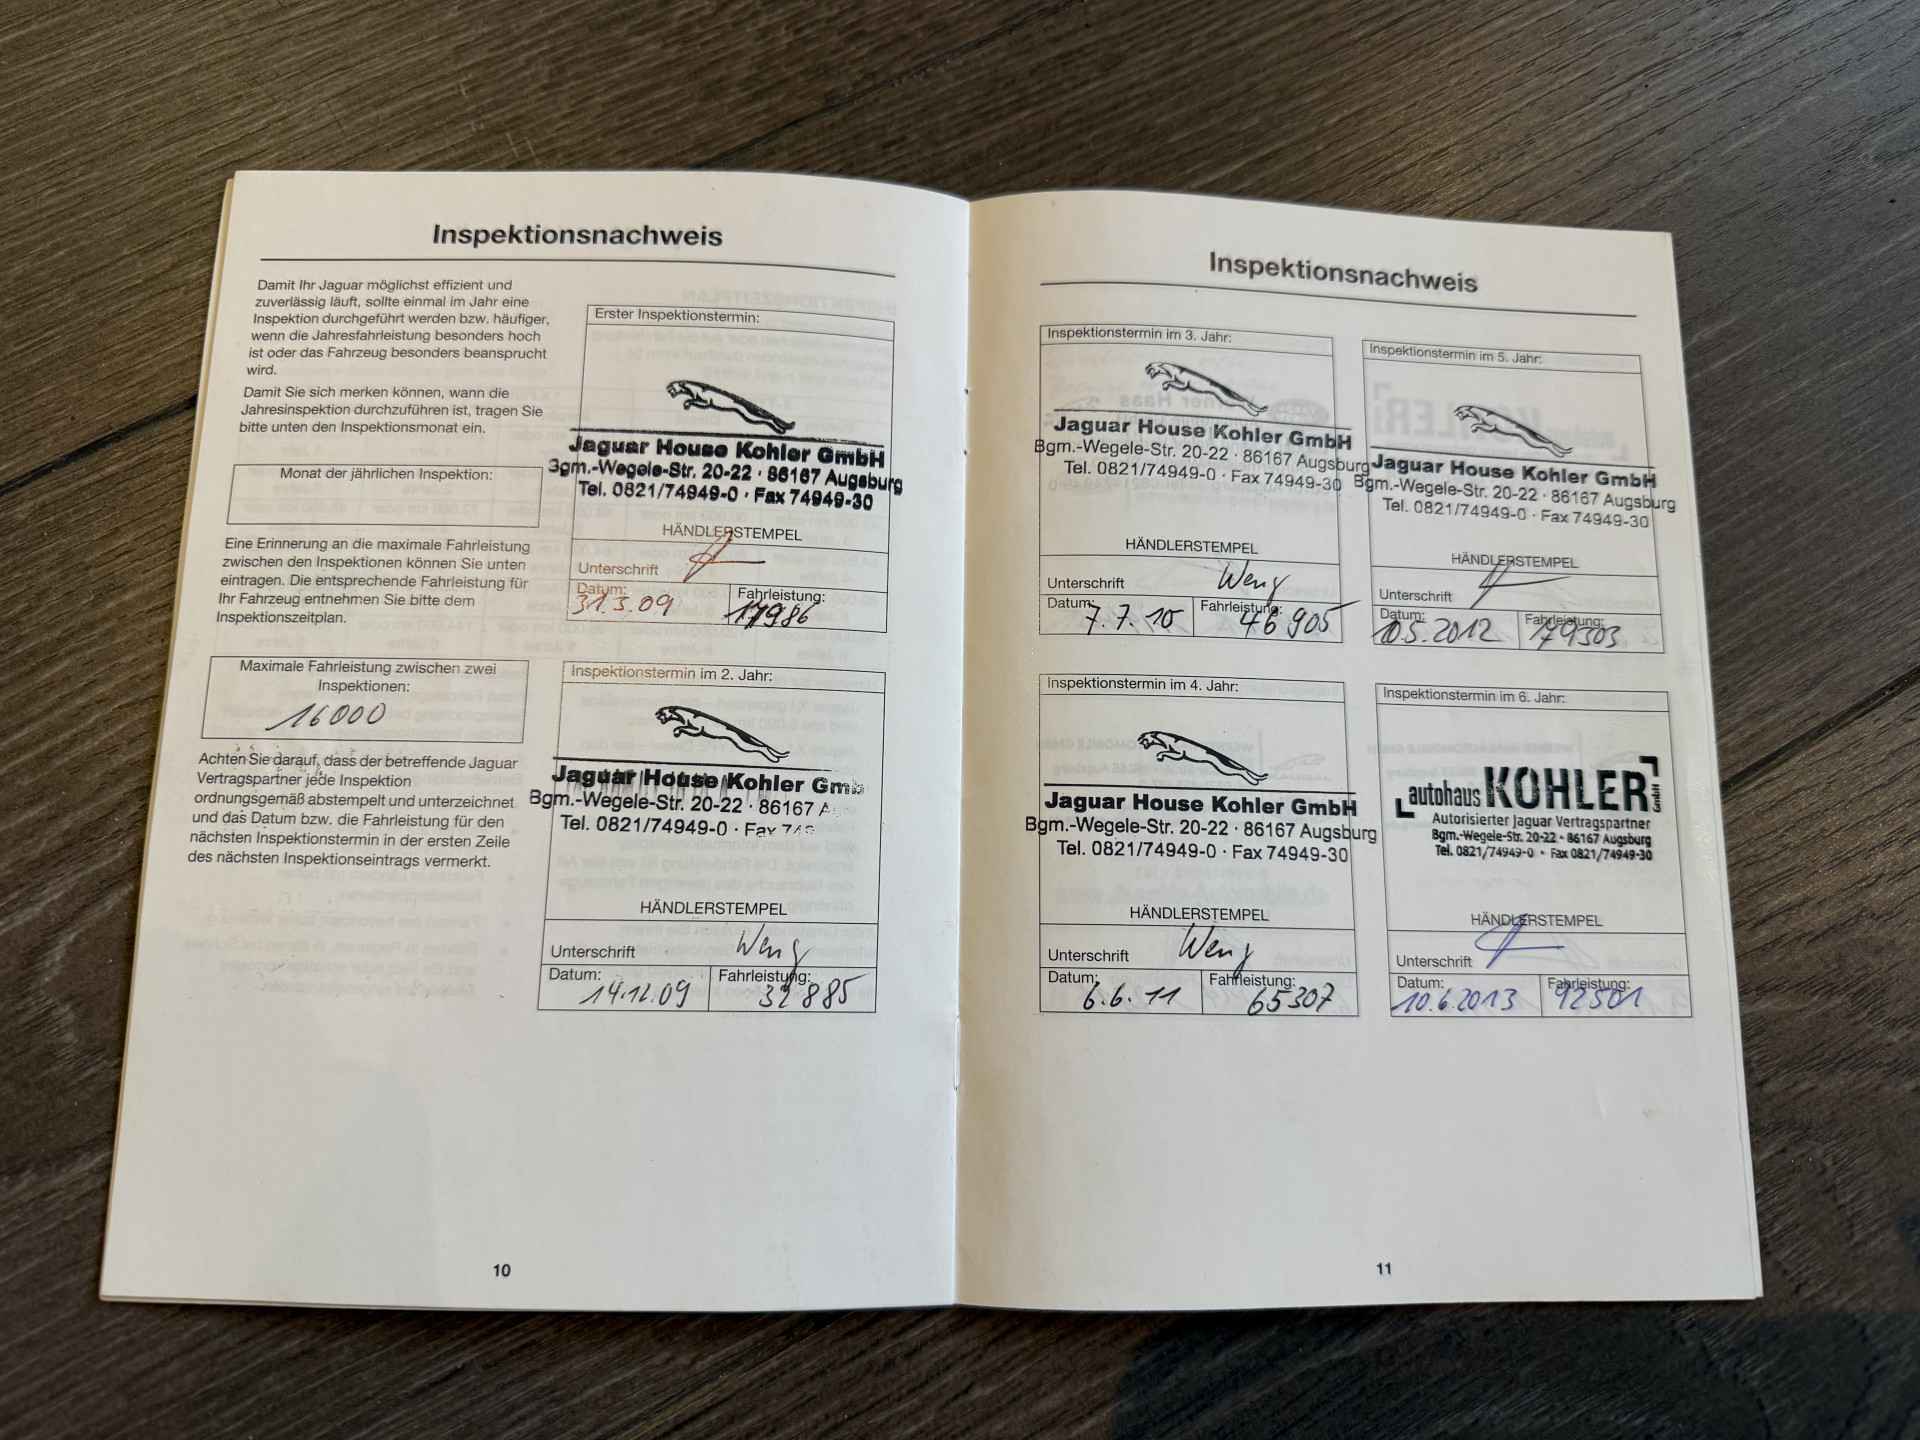 Inspektionsnachweis
Damit Ihr Jaguar möglichst effizient und
zuverlässig läuft, sollte einmal im Jahr eine
Inspektion durchgeführt werden bzw. häufiger,
wenn die Jahresfahrleistung besonders hoch
ist oder das Fahrzeug besonders beansprucht
wird.
Damit Sie sich merken können, wann die
Jahresinspektion durchzuführen ist, tragen Sie
bitte unten den Inspektionsmonat ein.
Monat der jährlichen Inspektion:
Eine Erinnerung an die maximale Fahrleistung
zwischen den Inspektionen können Sie unten
eintragen. Die entsprechende Fahrleistung für
Ihr Fahrzeug entnehmen Sie bitte dem
Inspektionszeitplan.
Maximale Fahrleistung zwischen zwei
Inspektionen:
16000
Achten Sie darauf, dass der betreffende Jaguar
Vertragspartner jede Inspektion
ordnungsgemäß abstempelt und unterzeichnet
und das Datum bzw. die Fahrleistung für den
nächsten Inspektionstermin in der ersten Zeile
des nächsten Inspektionseintrags vermerkt.
Erster Inspektionstermin:
Jaguar House Kohler GmbH
Bgm.-Wegele-Str. 20-22 · 86167 Augsburg
Tel. 0821/74949-0 · Fax 74949-30
HÄNDLERSTEMPEL
Unterschrift
Datum: Fahrleistung:
31.3.09 17986
Inspektionstermin im 2. Jahr:
Jaguar House Kohler Gmb
Bgm.-Wegele-Str. 20-22 · 86167
Tel. 0821/74949-0 · Fax
HÄNDLERSTEMPEL
Unterschrift Weng
Datum: Fahrleistung:
14.12.09 32885
10
Inspektionsnachweis
Inspektionstermin im 3. Jahr:
Jaguar House Kohler GmbH
Bgm.-Wegele-Str. 20-22 · 86167 Augsburg
Tel. 0821/74949-0 · Fax 74949-30
HÄNDLERSTEMPEL
Unterschrift Weng
Datum: Fahrleistung:
7.7.10 46905
Inspektionstermin im 4. Jahr:
Jaguar House Kohler GmbH
Bgm.-Wegele-Str. 20-22 · 86167 Augsburg
Tel. 0821/74949-0 · Fax 74949-30
HÄNDLERSTEMPEL
Unterschrift Weng
Datum: Fahrleistung:
6.6.11 65307
Inspektionstermin im 5. Jahr:
Jaguar House Kohler GmbH
Bgm.-Wegele-Str. 20-22 · 86167 Augsburg
Tel. 0821/74949-0 · Fax 74949-30
HÄNDLERSTEMPEL
Unterschrift
Datum: Fahrleistung:
10.5.2012
Inspektionstermin im 6. Jahr:
autohaus KOHLER GmbH
Autorisierter Jaguar Vertragspartner
Bgm.-Wegele-Str. 20-22 · 86167 Augsburg
Tel. 0821/74949-0 · Fax 0821/74949-30
HÄNDLERSTEMPEL
Unterschrift
Datum: Fahrleistung:
10.6.2013 92501
11